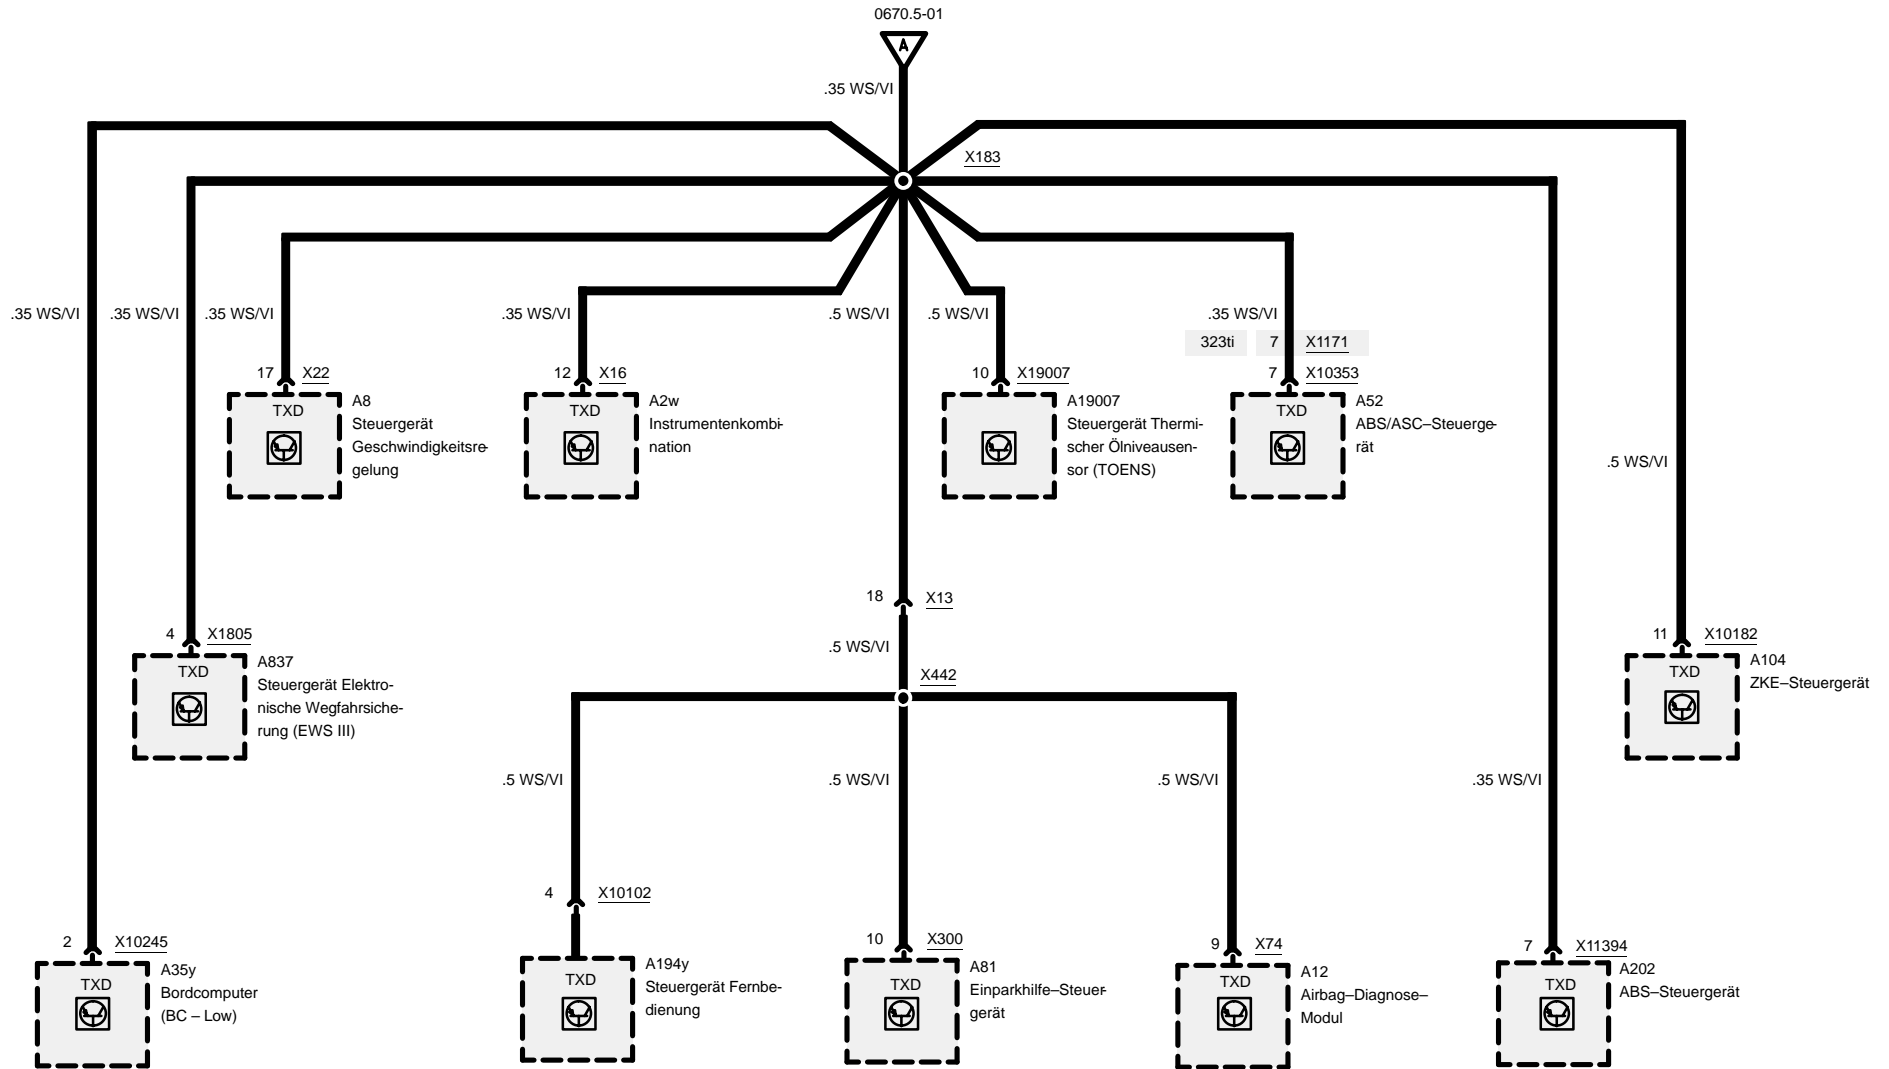 0670.5-01
A
.35 WS/VI
X183
.35 WS/VI
.35 WS/VI
.35 WS/VI
.35 WS/VI
.5 WS/VI
.5 WS/VI
.35 WS/VI
323ti
7
X1171
17
X22
12
X16
10
X19007
7
X10353
TXD
A8
Steuergerät
Geschwindigkeitsre-
gelung
TXD
A2w
Instrumentenkombi-
nation
TXD
A19007
Steuergerät Thermi-
scher Ölniveausen-
sor (TOENS)
TXD
A52
ABS/ASC–Steuerge-
rät
.5 WS/VI
18
X13
4
X1805
.5 WS/VI
11
X10182
TXD
A837
Steuergerät Elektro-
nische Wegfahrsiche-
rung (EWS III)
X442
TXD
A104
ZKE–Steuergerät
.5 WS/VI
.5 WS/VI
.5 WS/VI
.35 WS/VI
4
X10102
2
X10245
10
X300
9
X74
7
X11394
TXD
A35y
Bordcomputer
(BC – Low)
TXD
A194y
Steuergerät Fernbe-
dienung
TXD
A81
Einparkhilfe–Steuer-
gerät
TXD
A12
Airbag–Diagnose–
Modul
TXD
A202
ABS–Steuergerät